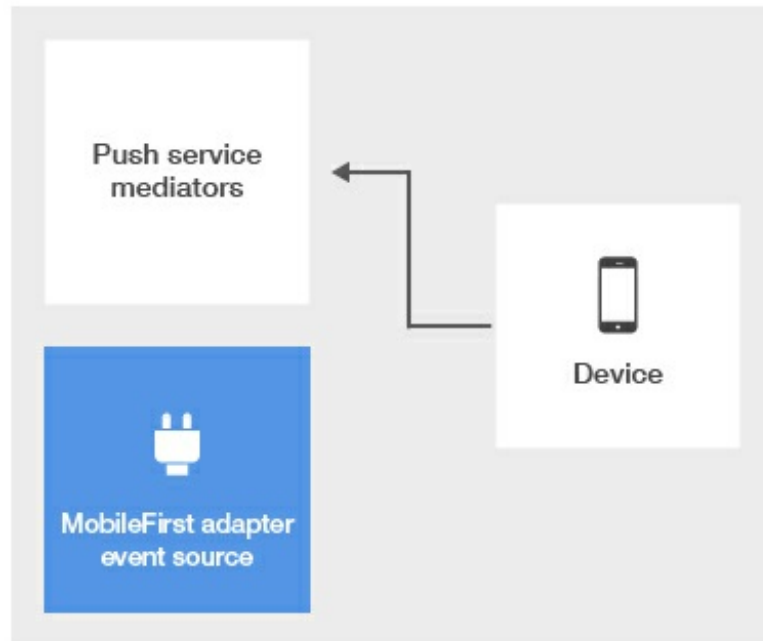 Push service
mediators
Device
MobileFirst adapter
event source